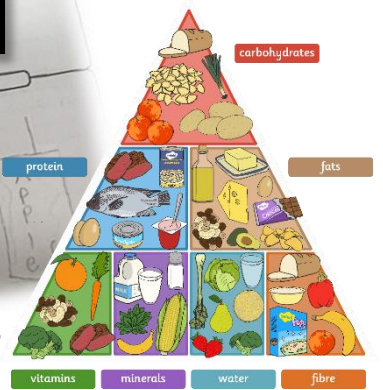 carbohydrates
protein
fats
vitamins
minerals
water
fibre